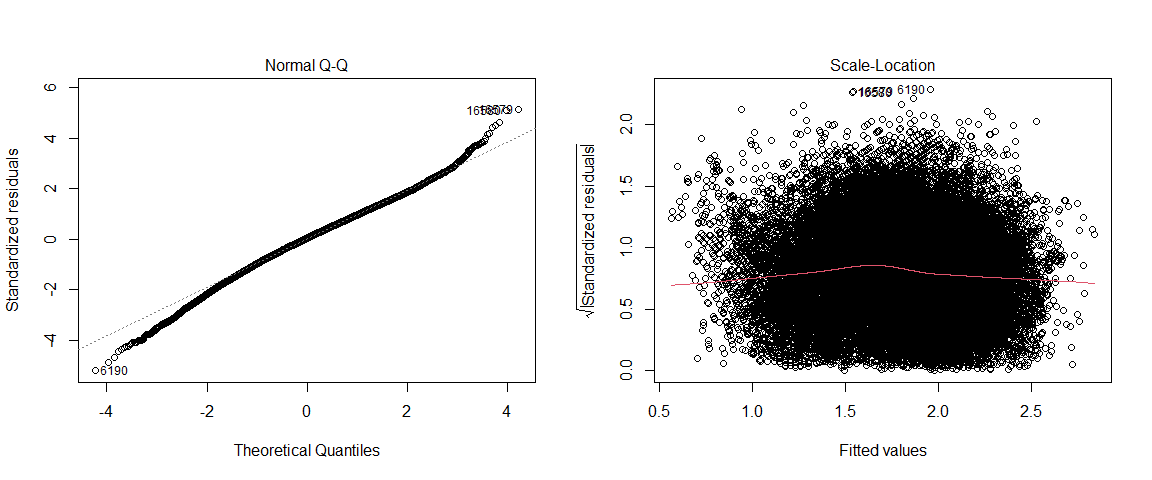 Normal Q-Q
Standardized residuals
6
4
2
0
-2
-4
16579
6190
-4 -2 0 2 4
Theoretical Quantiles
Scale-Location
√|Standardized residuals|
2.0
1.5
1.0
0.5
0.0
6190
0.5 1.0 1.5 2.0 2.5
Fitted values